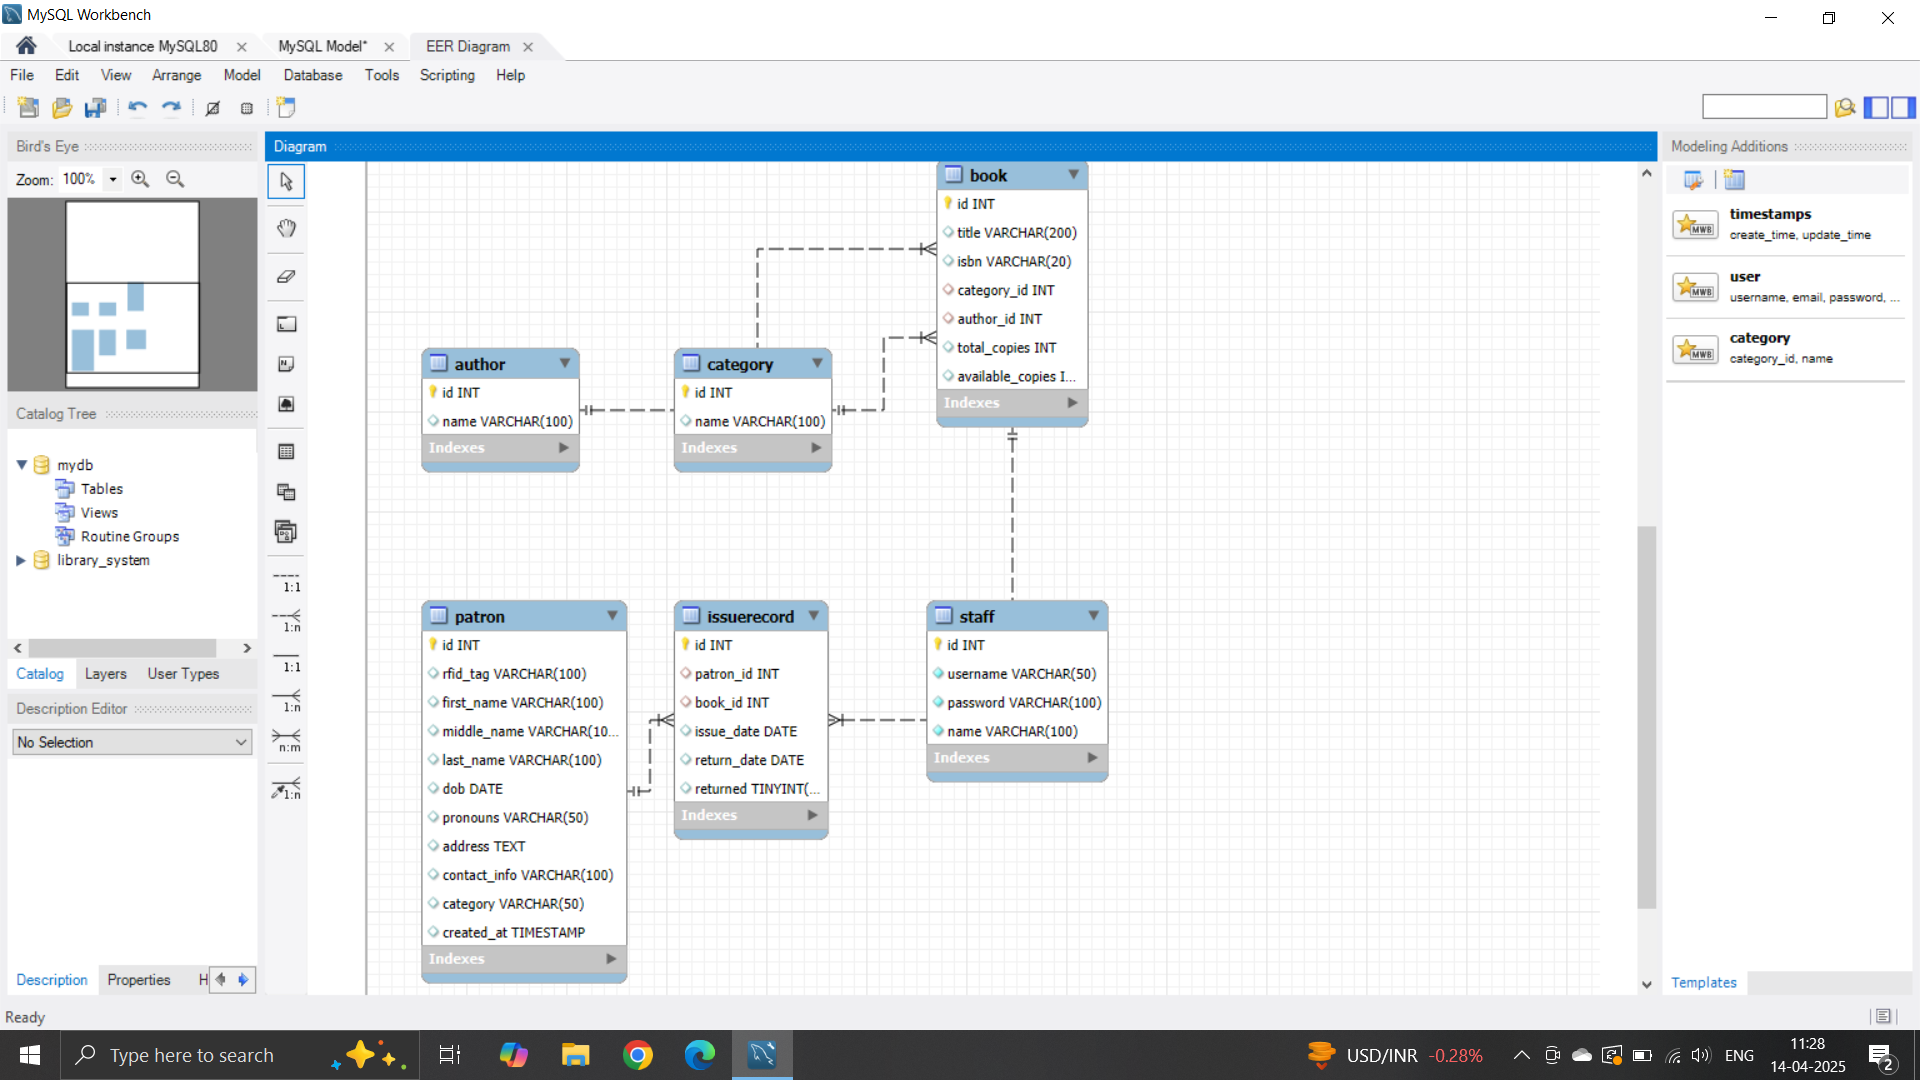 MySQL Workbench
Local instance MySQL80
MySQL Model*
EER Diagram
File Edit View Arrange Model Database Tools Scripting Help
Bird's Eye
Zoom: 100%
Catalog Tree
mydb
Tables
Views
Routine Groups
library_system
Catalog Layers User Types
Description Editor
No Selection
Description Properties H
Diagram
1:1
1:n
1:1
1:n
n:m
1:n
book
id INT
title VARCHAR(200)
isbn VARCHAR(20)
category_id INT
author_id INT
total_copies INT
available_copies I...
Indexes
author
id INT
name VARCHAR(100)
Indexes
category
id INT
name VARCHAR(100)
Indexes
patron
id INT
rfid_tag VARCHAR(100)
first_name VARCHAR(100)
middle_name VARCHAR(10...
last_name VARCHAR(100)
dob DATE
pronouns VARCHAR(50)
address TEXT
contact_info VARCHAR(100)
category VARCHAR(50)
created_at TIMESTAMP
Indexes
issuerecord
id INT
patron_id INT
book_id INT
issue_date DATE
return_date DATE
returned TINYINT(...
Indexes
staff
id INT
username VARCHAR(50)
password VARCHAR(100)
name VARCHAR(100)
Indexes
Modeling Additions
MWB
timestamps
create_time, update_time
MWB
user
username, email, password, ...
MWB
category
category_id, name
Templates
Ready
Type here to search
USD/INR -0.28%
ENG
11:28
14-04-2025
2